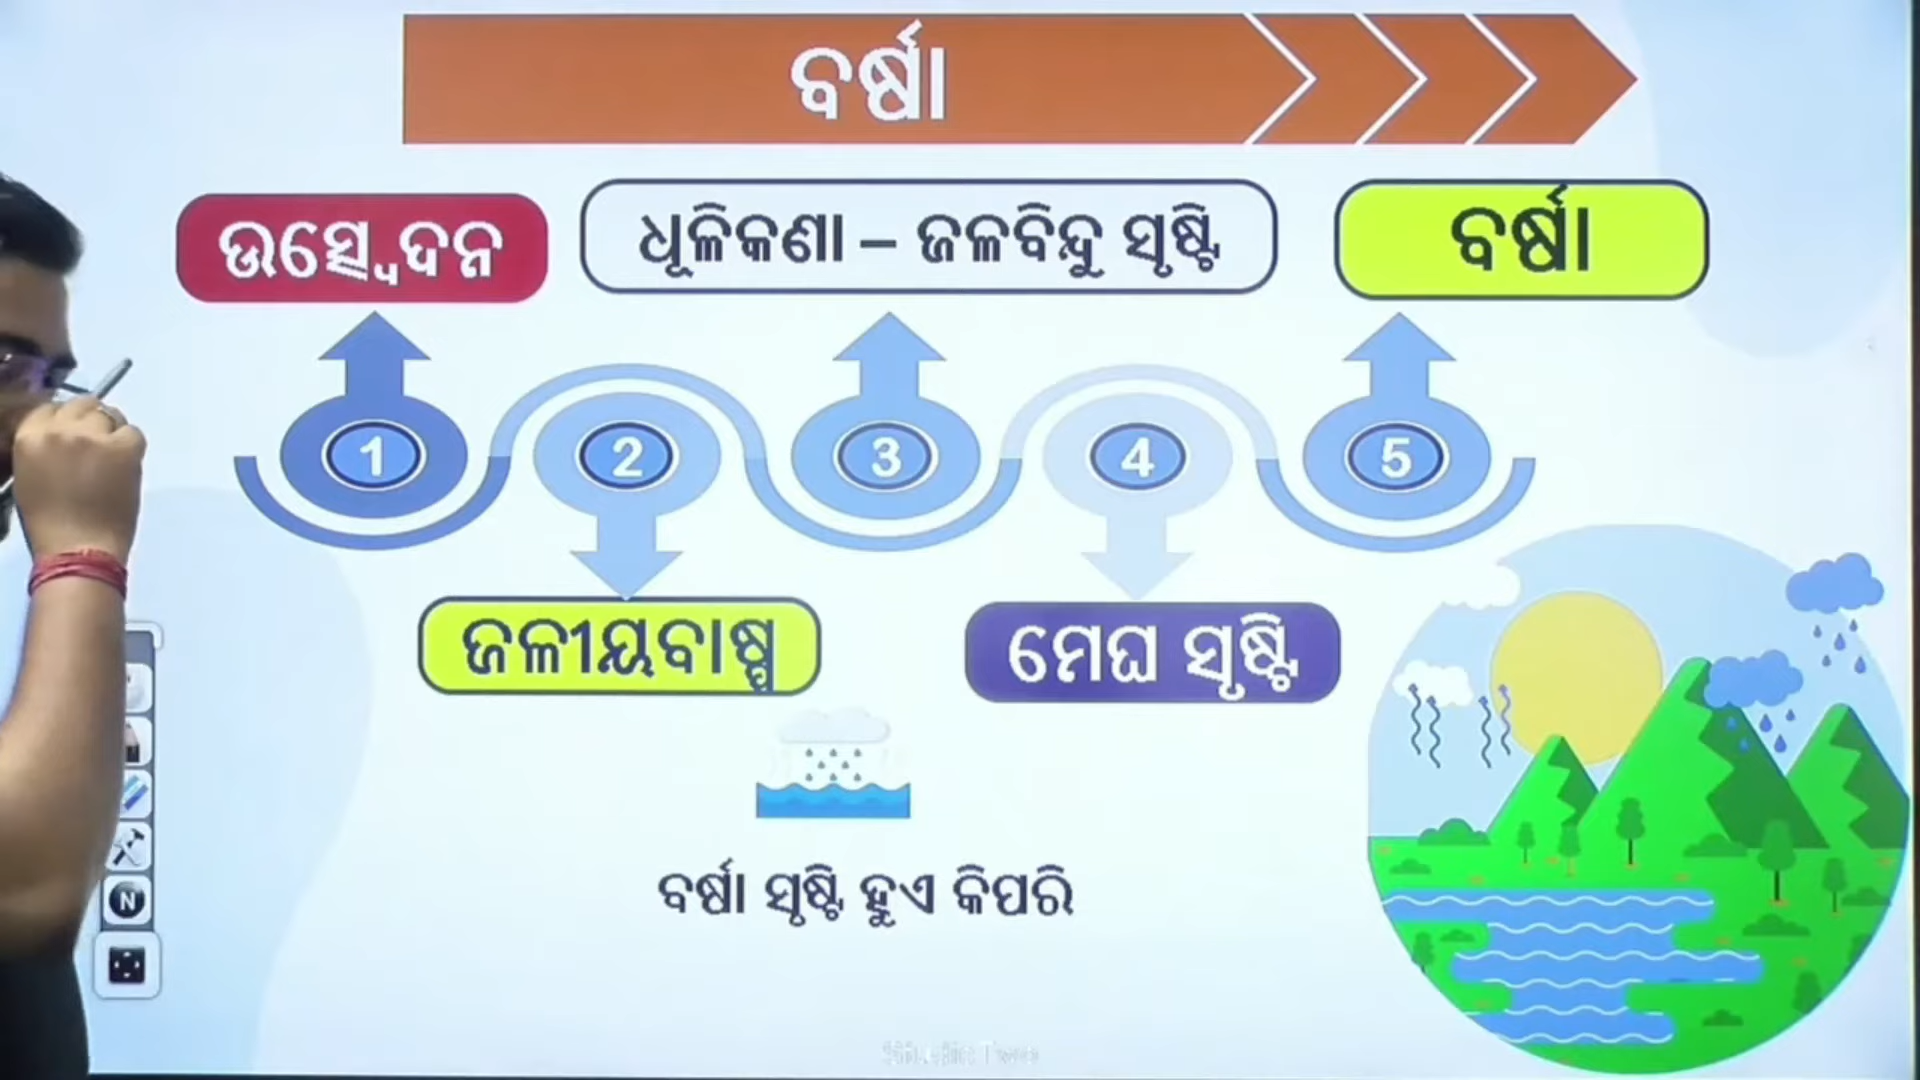 ବର୍ଷା
ଉତ୍ସ୍ବେଦନ
ଧୂଳିକଣା – ଜଳବିନ୍ଦୁ ସୃଷ୍ଟି
ବର୍ଷା
1 2 3 4 5
ଜଳୀୟବାଷ୍ପ
ମେଘ ସୃଷ୍ଟି
ବର୍ଷା ସୃଷ୍ଟି ହୁଏ କିପରି
N